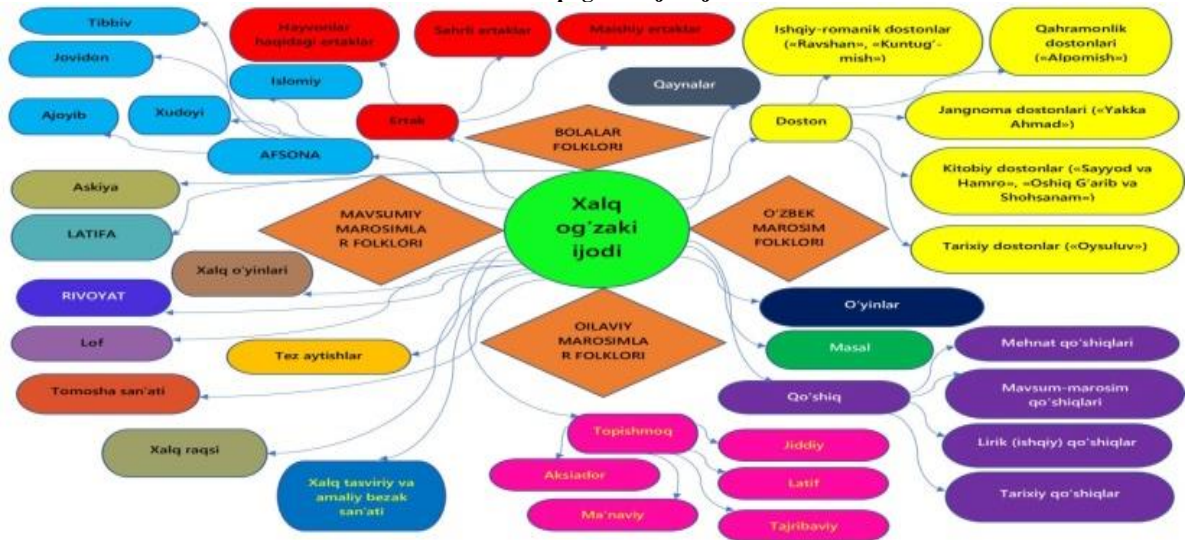 Tibbiy
Jovidon
Ajoyib
Xudoyi
Islomiy
AFSONA
Hayvonlar
haqidagi ertaklar
Sehrli ertaklar
Maishiy ertaklar
Ertak
BOLALAR
FOLKLORI
Qaynalar
Doston
Ishqiy-romanik dostonlar
(«Ravshan», «Kuntug'-
mish»)
Qahramonlik
dostonlari
(«Alpomish»)
Jangnoma dostonlari («Yakka
Ahmad»)
Kitobiy dostonlar («Sayyod va
Hamro», «Oshiq G'arib va
Shohsanam»)
Tarixiy dostonlar («Oysuluv»)
Askiya
LATIFA
MAVSUMIY
MAROSIMLA
R FOLKLORI
Xalq
og'zaki
ijodi
O'ZBEK
MAROSIM
FOLKLORI
Xalq o'yinlari
RIVOYAT
Lof
Tez aytishlar
Tomosha san'ati
Xalq raqsi
Xalq tasviriy va
amaliy bezak
san'ati
OILAVIY
MAROSIMLA
R FOLKLORI
O'yinlar
Masal
Qo'shiq
Mehnat qo'shiqlari
Mavsum-marosim
qo'shiqlari
Lirik (ishqiy) qo'shiqlar
Tarixiy qo'shiqlar
Topishmoq
Jiddiy
Aksiador
Latif
Ma'naviy
Tajribaviy